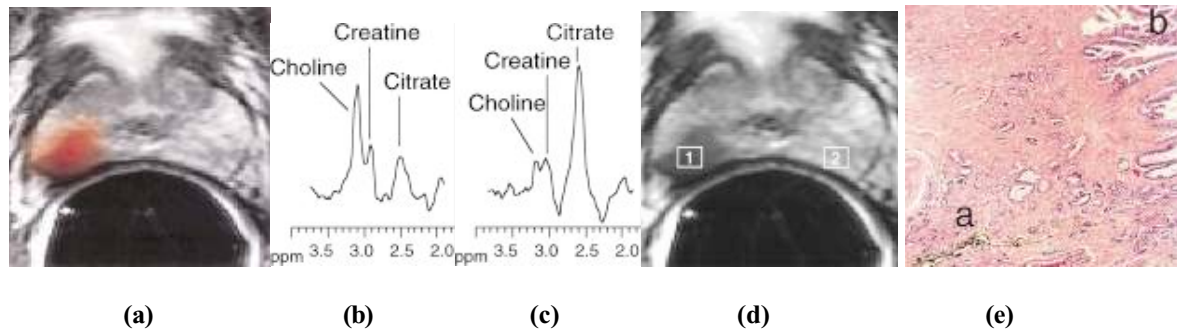 Choline
Creatine
Citrate
3.5 3.0 2.5 2.0
ppm
Citrate
Creatine
Choline
3.5 3.0 2.5 2.0
ppm
1 2
b
a
(a) (b) (c) (d) (e)